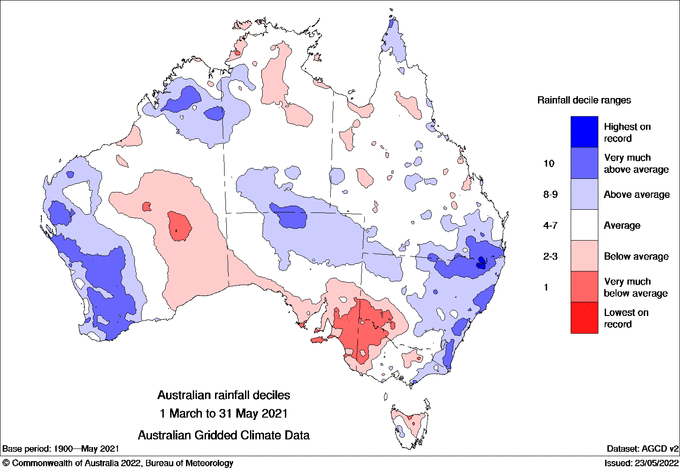 Rainfall decile ranges
Highest on
record
10
Very much
above average
8-9
Above average
4-7
Average
2-3
Below average
1
Very much
below average
Lowest on
record
Australian rainfall deciles
1 March to 31 May 2021
Australian Gridded Climate Data
Base period: 1900—May 2021
Dataset: AGCD v2
© Commonwealth of Australia 2022, Bureau of Meteorology
Issued: 23/05/2022